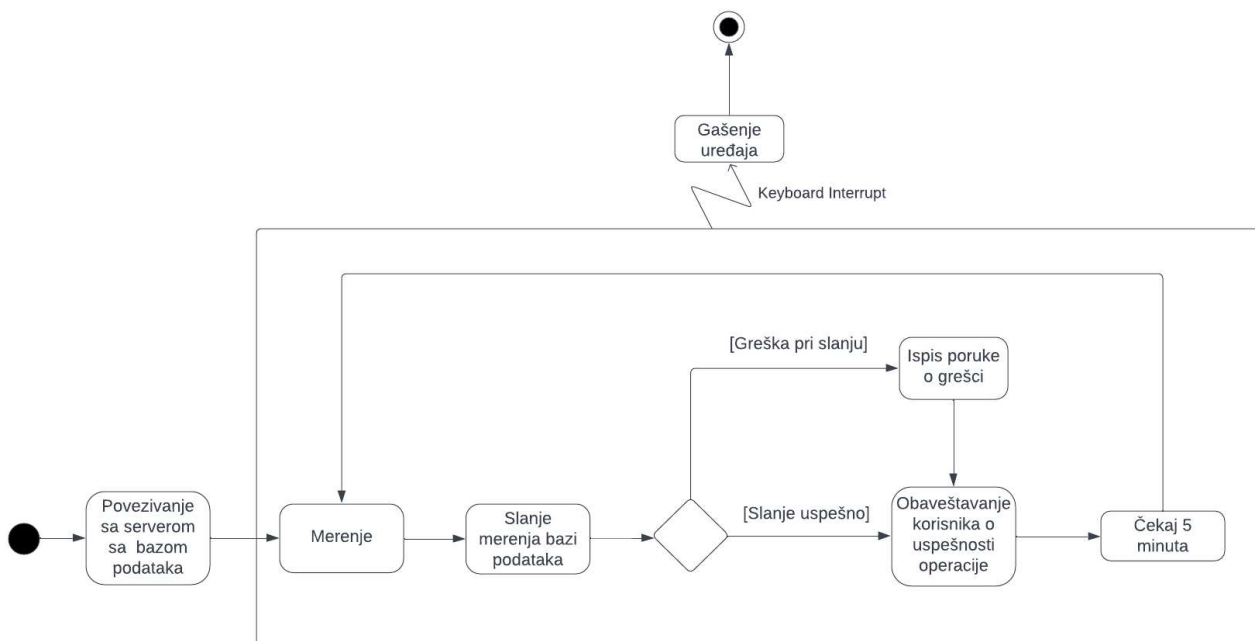 Gašenje
uređaja
Keyboard Interrupt
[Greška pri slanju]
Ispis poruke
o grešci
Povezivanje
sa serverom
sa bazom
podataka
Merenje
Slanje
merenja bazi
podataka
[Slanje uspešno]
Obaveštavanje
korisnika o
uspešnosti
operacije
Čekaj 5
minuta